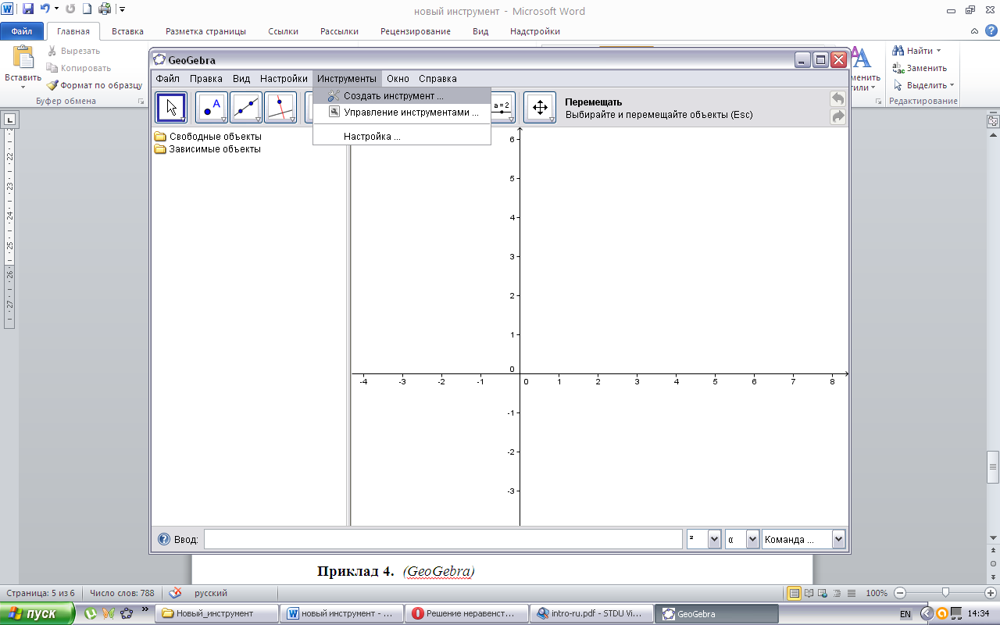 новый инструмент - Microsoft Word
Файл Главная Вставка Разметка страницы Ссылки Рассылки Рецензирование Вид Надстройки
Вставить
Вырезать
Копировать
Формат по образцу
Буфер обмена
Найти
Заменить
Выделить
Редактирование
GeoGebra
Файл Правка Вид Настройки Инструменты Окно Справка
Создать инструмент ...
Управление инструментами ...
Настройка ...
A
a = 2
Перемещать
Выбирайте и перемещайте объекты (Esc)
Свободные объекты
Зависимые объекты
6
5
4
3
2
1
0
-4 -3 -2 -1 0 1 2 3 4 5 6 7 8
-1
-2
-3
22
23
24
25
26
27
Ввод:
²
α
Команда ...
Приклад 4. (GeoGebra)
Страница: 5 из 6 Число слов: 788 русский 100%
пуск Новый_инструмент новый инструмент - ... Решение неравенст... intro-ru.pdf - STDU Vi... GeoGebra EN 14:34